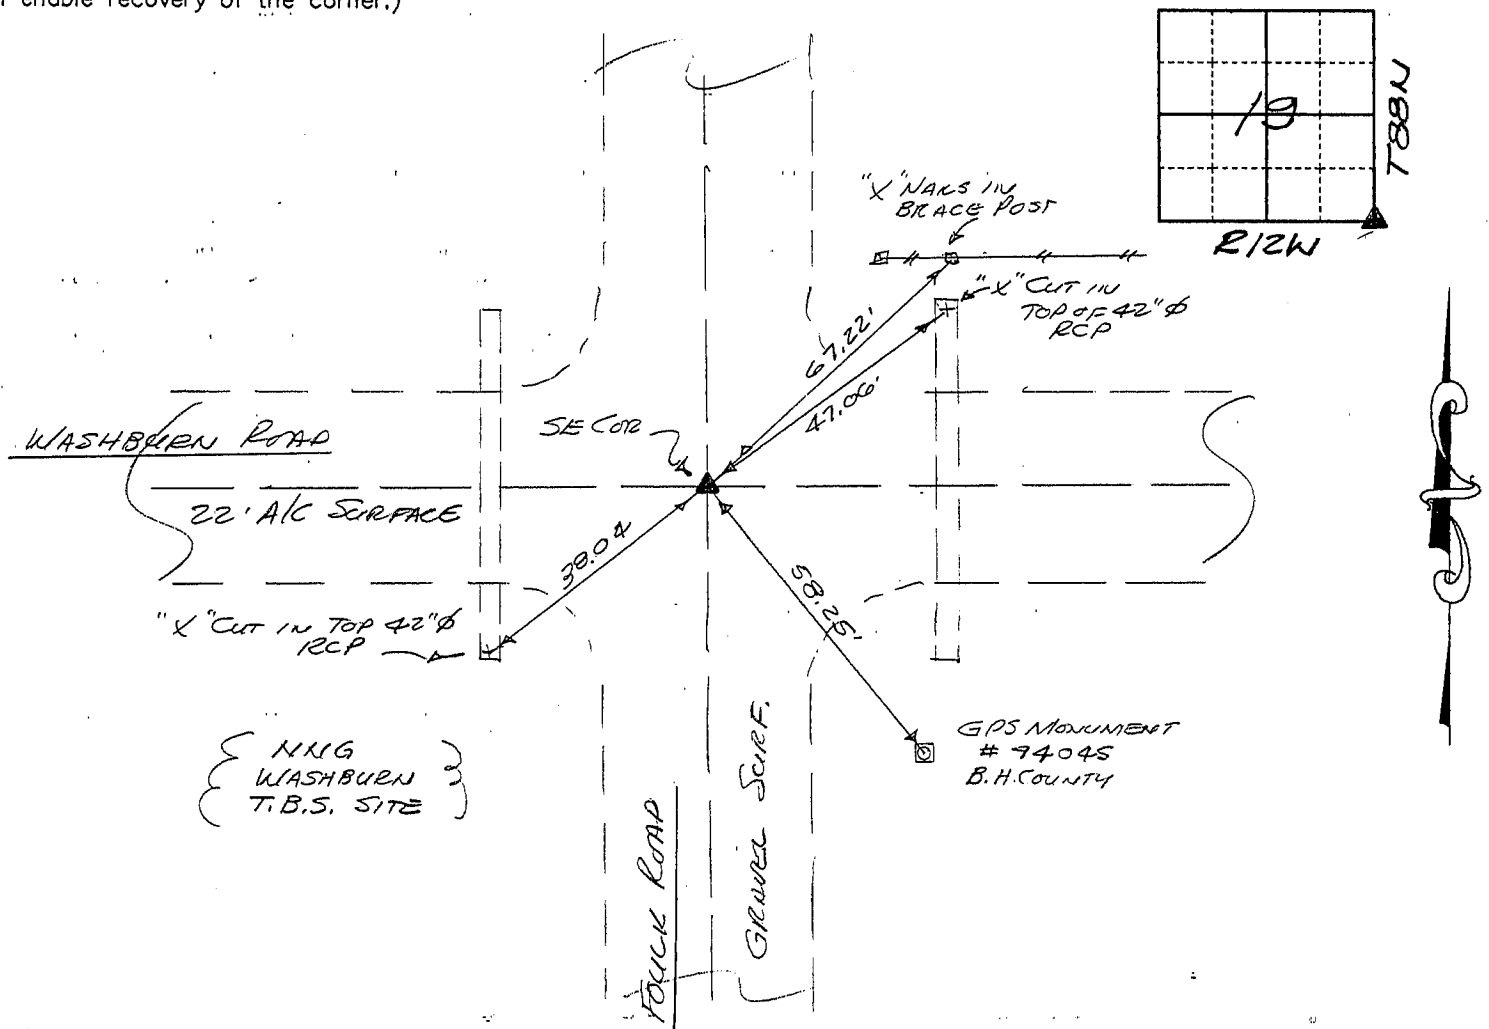 enable recovery of the corner.)
19
T88N
R12W
"X" NAILS IN
BRACE POST
"X" CUT IN
TOP OF 42"Ø
RCP
67.22'
47.06'
SE COR
WASHBURN ROAD
22' A/C SURFACE
38.04
58.25'
"X" CUT IN TOP 42"Ø
RCP
GPS MONUMENT
# 94045
B.H. COUNTY
NNG
WASHBURN
T.B.S. SITE
FOULK ROAD
GRAVEL SURF.